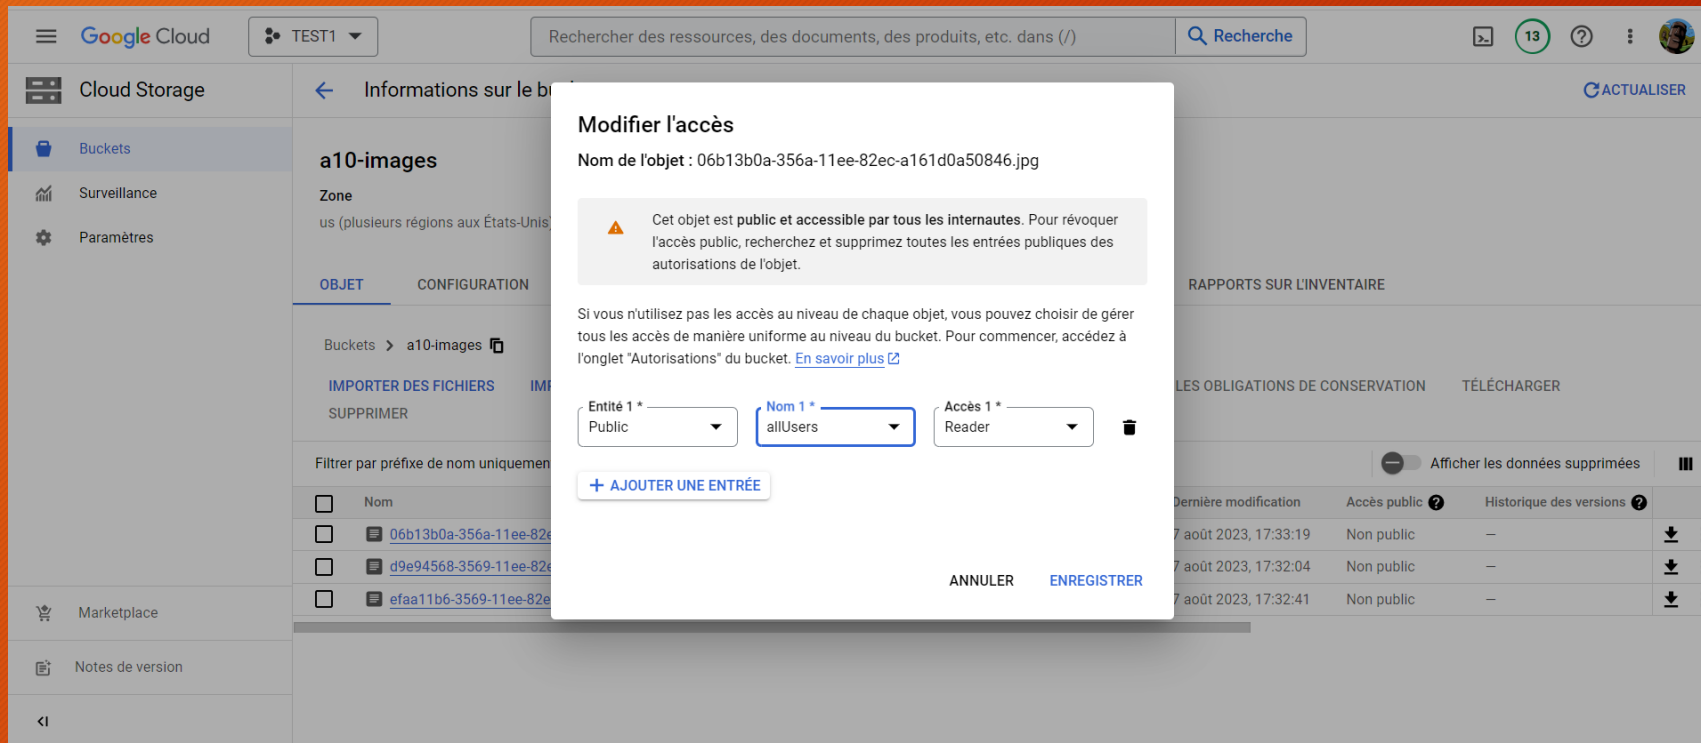 Google Cloud
TEST1
Rechercher des ressources, des documents, des produits, etc. dans (/)
Recherche
13
Cloud Storage
Informations sur le
ACTUALISER
Buckets
Surveillance
Paramètres
a10-images
Zone
us (plusieurs régions aux États-Unis)
OBJET
CONFIGURATION
RAPPORTS SUR L'INVENTAIRE
Buckets
a10-images
IMPORTER DES FICHIERS
LES OBLIGATIONS DE CONSERVATION
TÉLÉCHARGER
SUPPRIMER
Filtrer par préfixe de nom uniquemen
Afficher les données supprimées
Nom
Dernière modification
Accès public
Historique des versions
06b13b0a-356a-11ee-82e
7 août 2023, 17:33:19
Non public
—
d9e94568-3569-11ee-82e
7 août 2023, 17:32:04
Non public
—
efaa11b6-3569-11ee-82e
7 août 2023, 17:32:41
Non public
—
Marketplace
Notes de version
Modifier l'accès
Nom de l'objet : 06b13b0a-356a-11ee-82ec-a161d0a50846.jpg
Cet objet est public et accessible par tous les internautes. Pour révoquer
l'accès public, recherchez et supprimez toutes les entrées publiques des
autorisations de l'objet.
Si vous n'utilisez pas les accès au niveau de chaque objet, vous pouvez choisir de gérer
tous les accès de manière uniforme au niveau du bucket. Pour commencer, accédez à
l'onglet "Autorisations" du bucket. En savoir plus
Entité 1 *
Public
Nom 1 *
allUsers
Accès 1 *
Reader
AJOUTER UNE ENTRÉE
ANNULER
ENREGISTRER